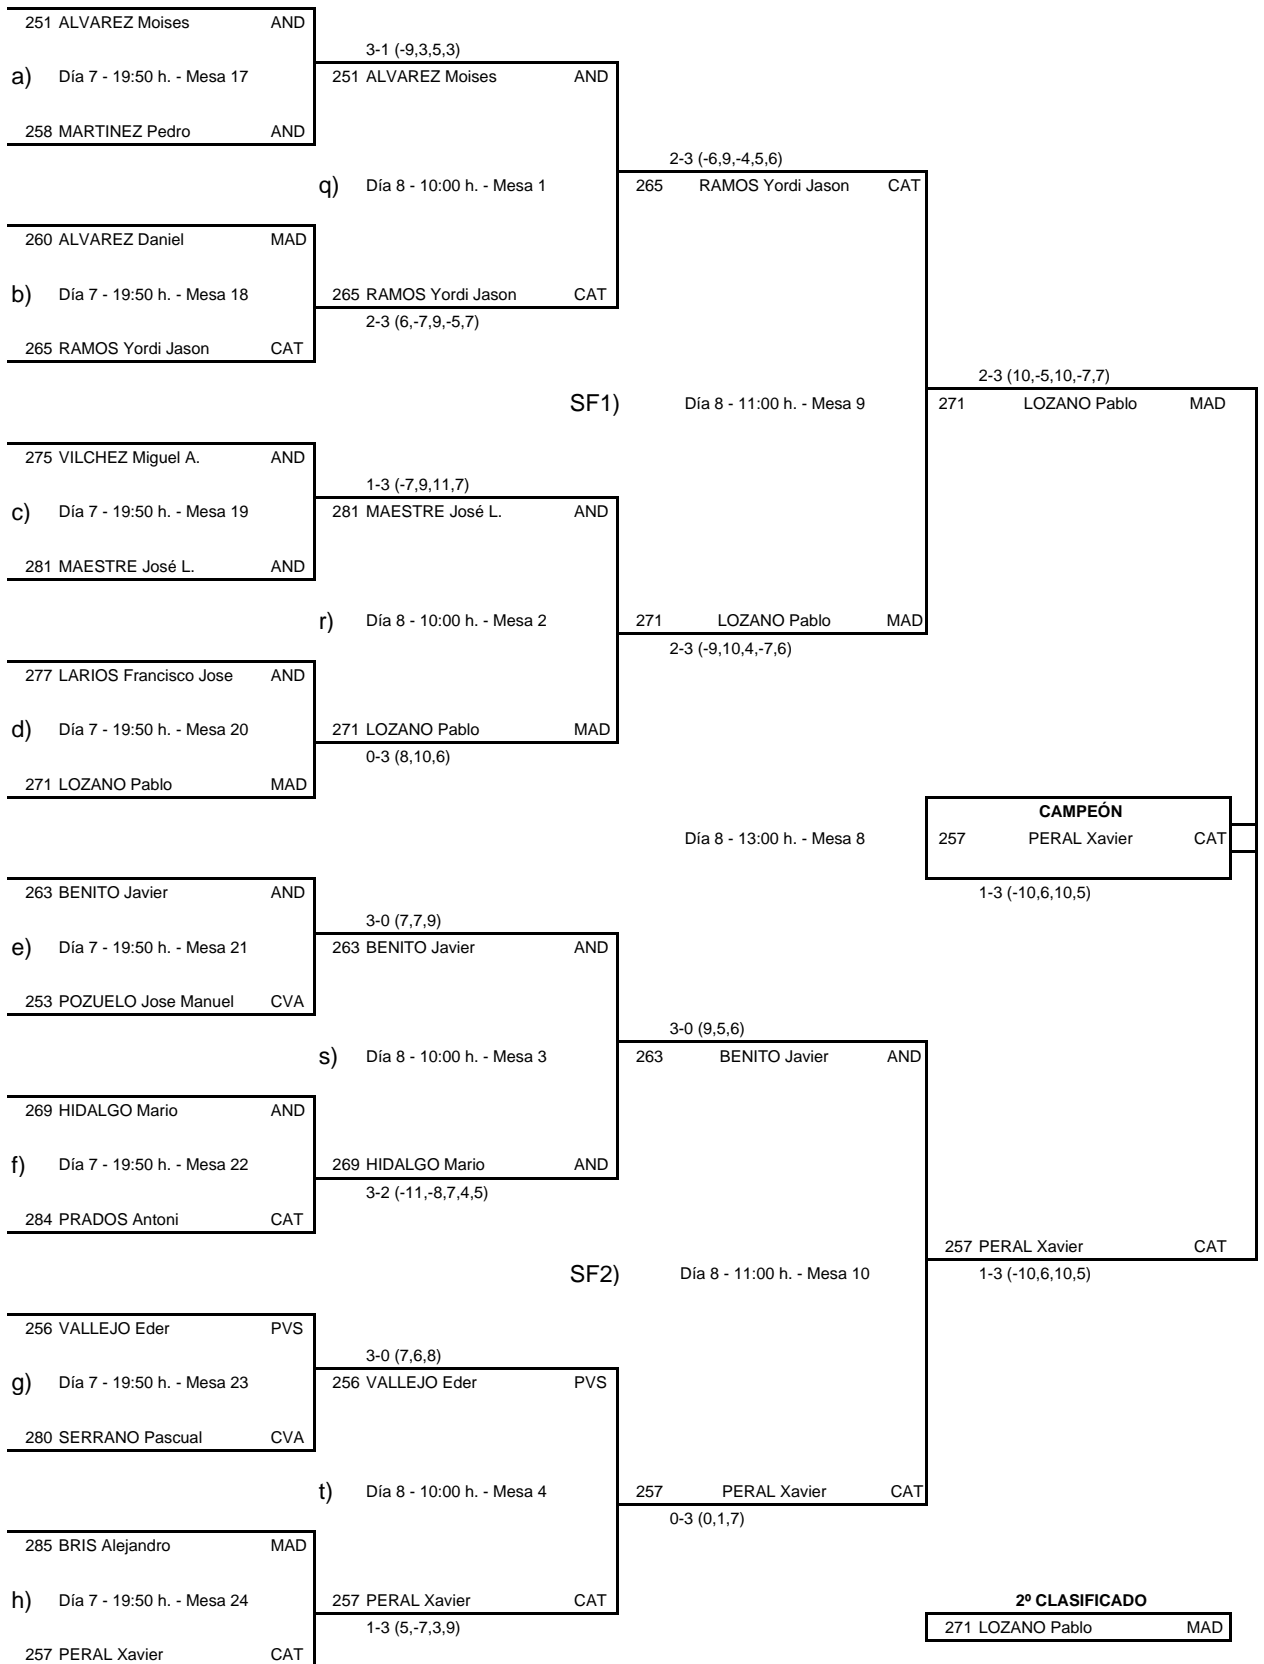 251 ALVAREZ Moises AND
3-1 (-9,3,5,3)
a) Día 7 - 19:50 h. - Mesa 17
251 ALVAREZ Moises AND
258 MARTINEZ Pedro AND
2-3 (-6,9,-4,5,6)
q) Día 8 - 10:00 h. - Mesa 1
265 RAMOS Yordi Jason CAT
260 ALVAREZ Daniel MAD
b) Día 7 - 19:50 h. - Mesa 18
265 RAMOS Yordi Jason CAT
2-3 (6,-7,9,-5,7)
265 RAMOS Yordi Jason CAT
2-3 (10,-5,10,-7,7)
SF1) Día 8 - 11:00 h. - Mesa 9
271 LOZANO Pablo MAD
275 VILCHEZ Miguel A. AND
1-3 (-7,9,11,7)
c) Día 7 - 19:50 h. - Mesa 19
281 MAESTRE José L. AND
281 MAESTRE José L. AND
r) Día 8 - 10:00 h. - Mesa 2
271 LOZANO Pablo MAD
2-3 (-9,10,4,-7,6)
277 LARIOS Francisco Jose AND
d) Día 7 - 19:50 h. - Mesa 20
271 LOZANO Pablo MAD
0-3 (8,10,6)
271 LOZANO Pablo MAD
CAMPEÓN
Día 8 - 13:00 h. - Mesa 8
257 PERAL Xavier CAT
1-3 (-10,6,10,5)
263 BENITO Javier AND
3-0 (7,7,9)
e) Día 7 - 19:50 h. - Mesa 21
263 BENITO Javier AND
253 POZUELO Jose Manuel CVA
3-0 (9,5,6)
s) Día 8 - 10:00 h. - Mesa 3
263 BENITO Javier AND
269 HIDALGO Mario AND
f) Día 7 - 19:50 h. - Mesa 22
269 HIDALGO Mario AND
3-2 (-11,-8,7,4,5)
284 PRADOS Antoni CAT
257 PERAL Xavier CAT
SF2) Día 8 - 11:00 h. - Mesa 10
1-3 (-10,6,10,5)
256 VALLEJO Eder PVS
3-0 (7,6,8)
g) Día 7 - 19:50 h. - Mesa 23
256 VALLEJO Eder PVS
280 SERRANO Pascual CVA
t) Día 8 - 10:00 h. - Mesa 4
257 PERAL Xavier CAT
0-3 (0,1,7)
285 BRIS Alejandro MAD
h) Día 7 - 19:50 h. - Mesa 24
257 PERAL Xavier CAT
1-3 (5,-7,3,9)
257 PERAL Xavier CAT
2º CLASIFICADO
271 LOZANO Pablo MAD